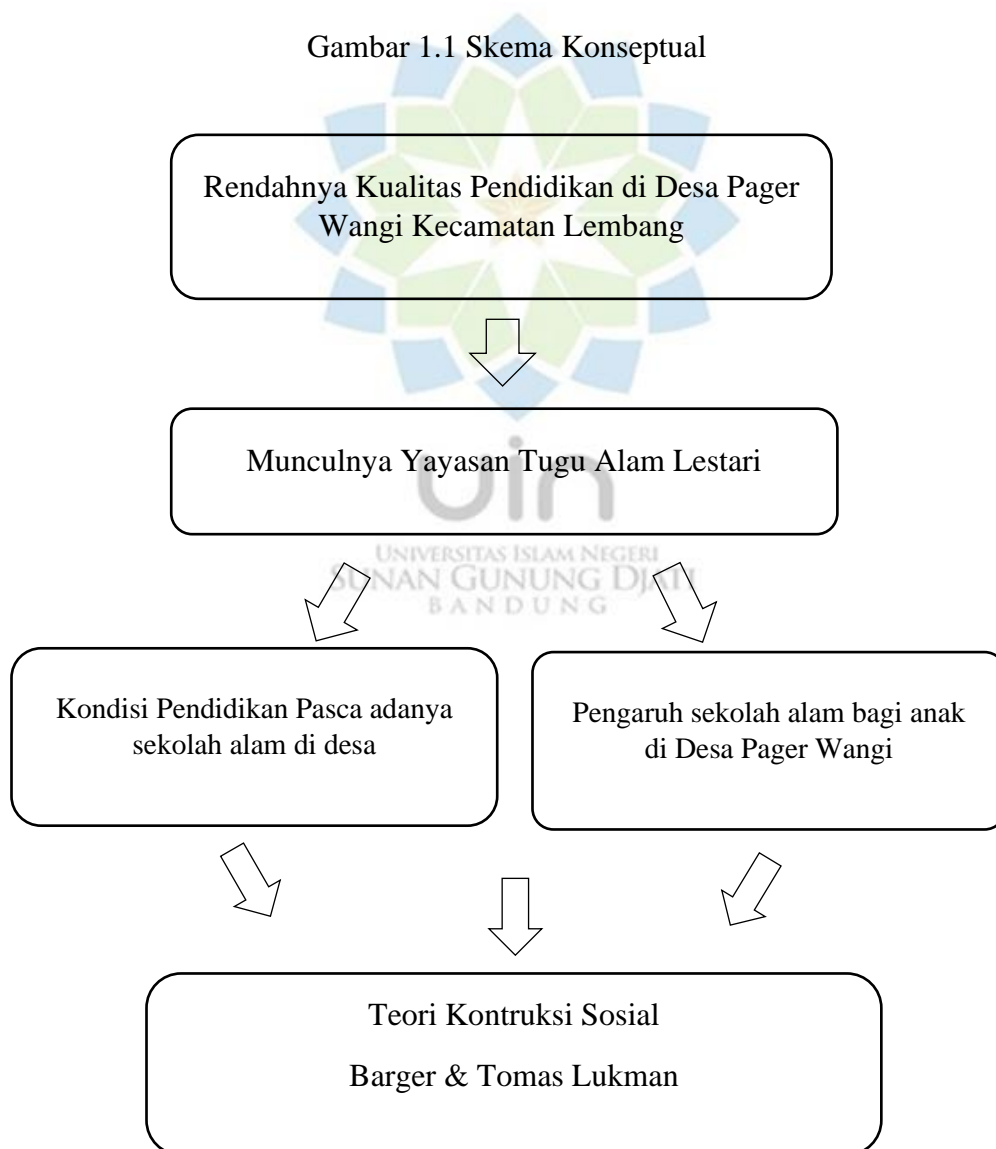 Gambar 1.1 Skema Konseptual
Rendahnya Kualitas Pendidikan di Desa Pager
Wangi Kecamatan Lembang
Munculnya Yayasan Tugu Alam Lestari
uin
UNIVERSITAS ISLAM NEGERI
SUNAN GUNUNG DJATI
BANDUNG
Kondisi Pendidikan Pasca adanya
sekolah alam di desa
Pengaruh sekolah alam bagi anak
di Desa Pager Wangi
Teori Kontruksi Sosial
Barger & Tomas Lukman